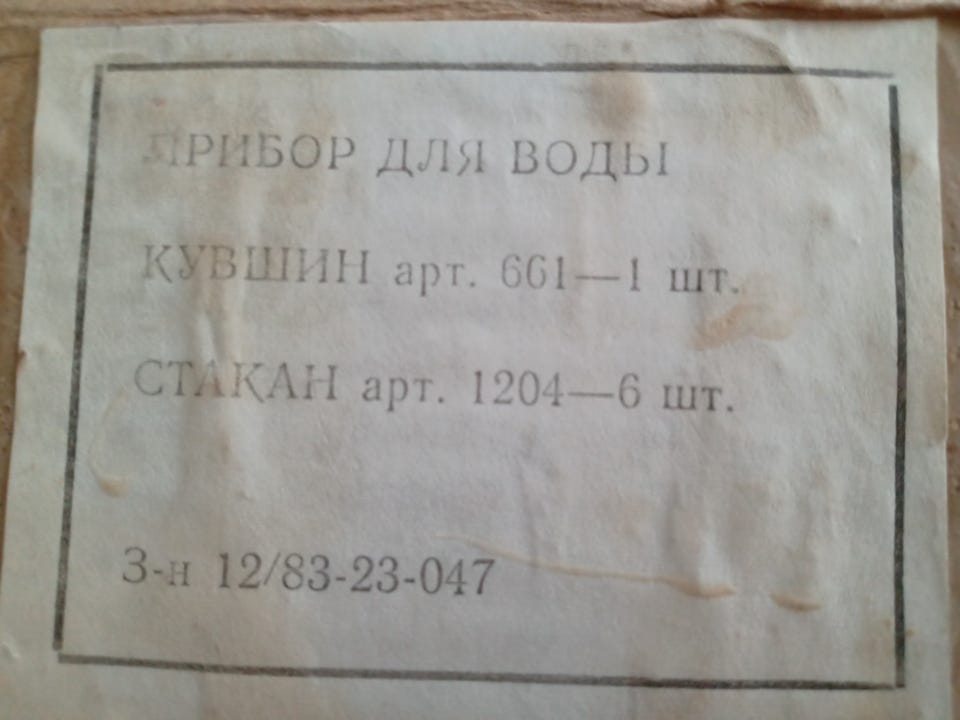 ПРИБОР ДЛЯ ВОДЫ
КУВШИН арт. 661—1 шт.
СТАКАН арт. 1204—6 шт.
З-н 12/83-23-047